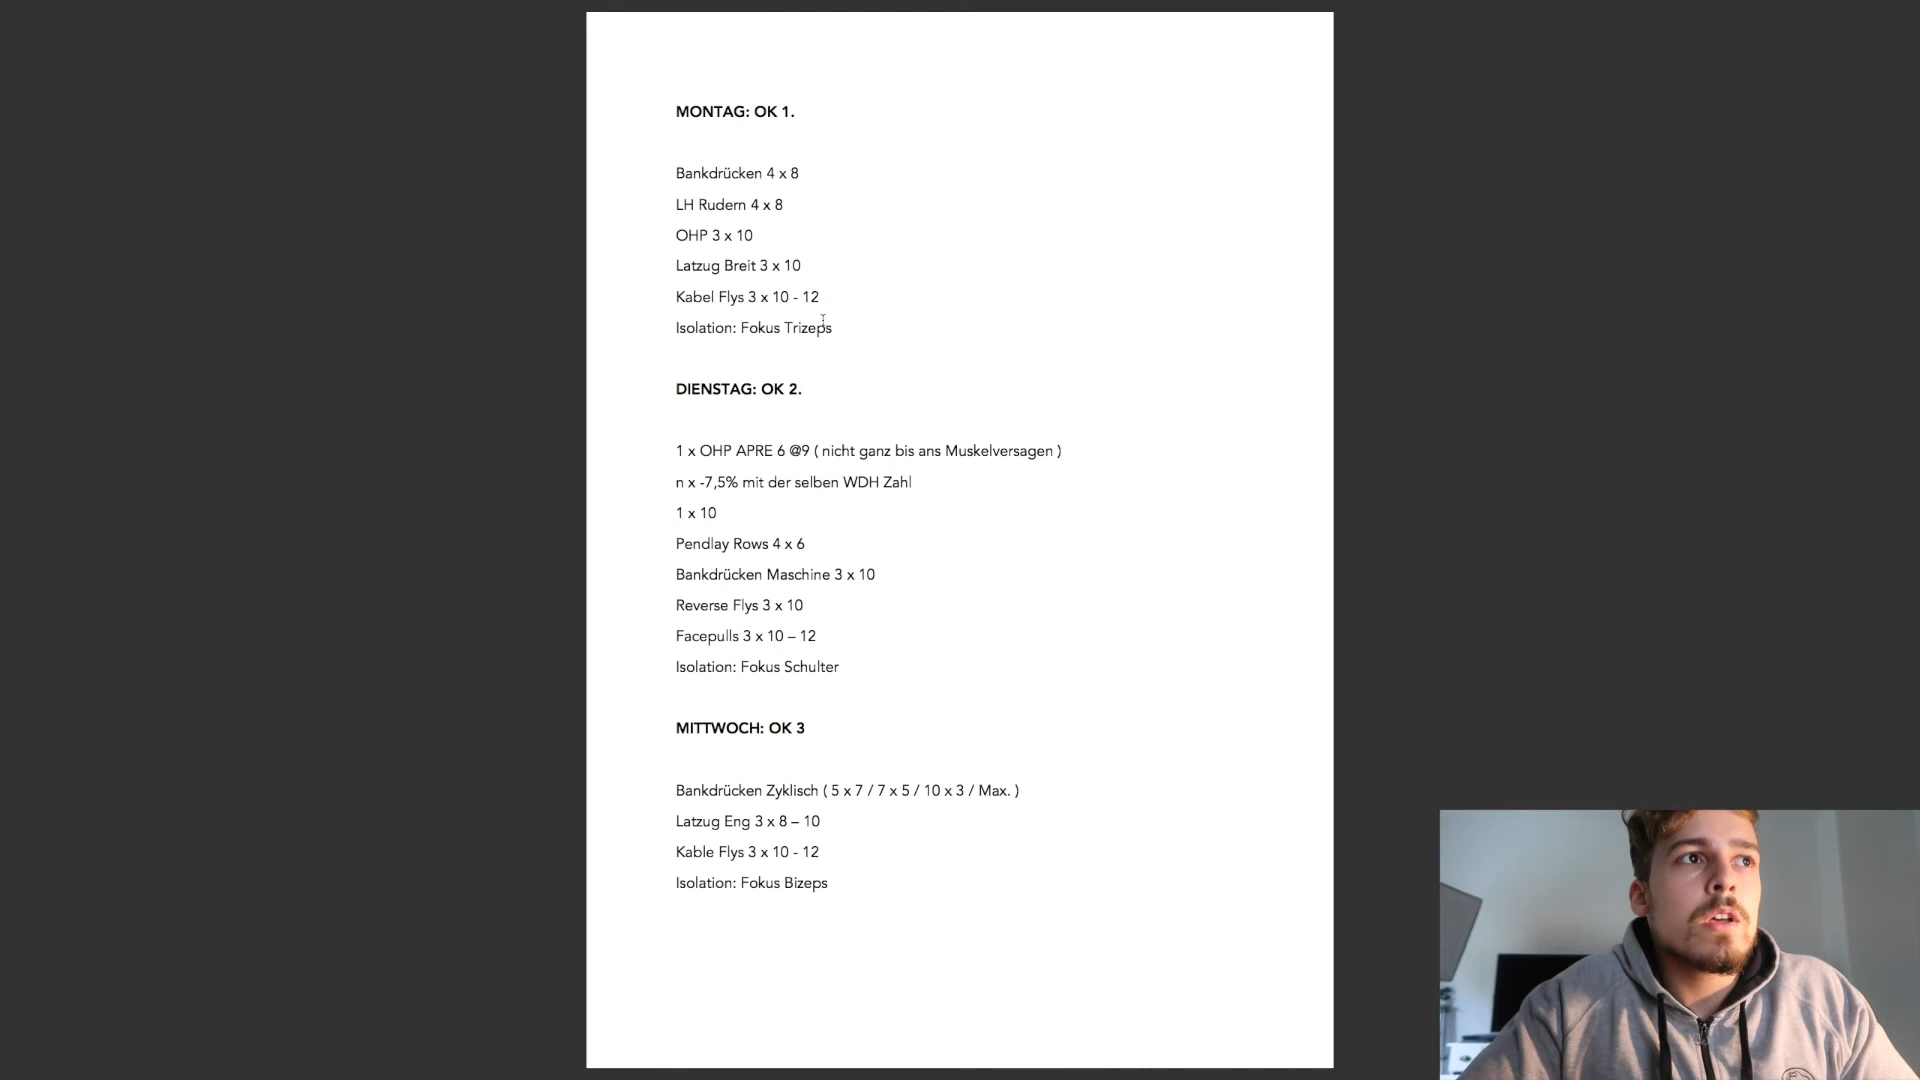 MONTAG: OK 1.
Bankdrücken 4 x 8
LH Rudern 4 x 8
OHP 3 x 10
Latzug Breit 3 x 10
Kabel Flys 3 x 10 - 12
Isolation: Fokus Trizeps
DIENSTAG: OK 2.
1 x OHP APRE 6 @9 ( nicht ganz bis ans Muskelversagen )
n x -7,5% mit der selben WDH Zahl
1 x 10
Pendlay Rows 4 x 6
Bankdrücken Maschine 3 x 10
Reverse Flys 3 x 10
Facepulls 3 x 10 – 12
Isolation: Fokus Schulter
MITTWOCH: OK 3
Bankdrücken Zyklisch ( 5 x 7 / 7 x 5 / 10 x 3 / Max. )
Latzug Eng 3 x 8 – 10
Kable Flys 3 x 10 - 12
Isolation: Fokus Bizeps